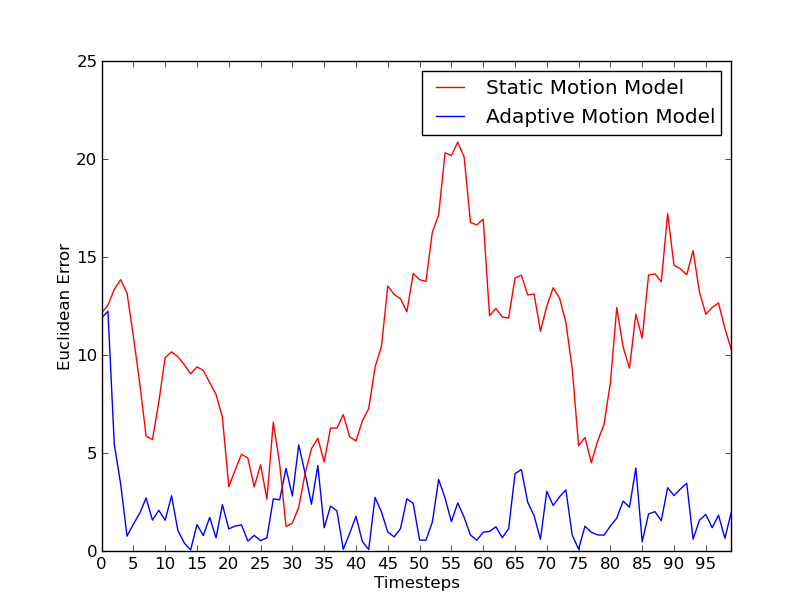 25
Static Motion Model
Adaptive Motion Model
20
15
10
5
0
Euclidean Error
0 5 10 15 20 25 30 35 40 45 50 55 60 65 70 75 80 85 90 95
Timesteps